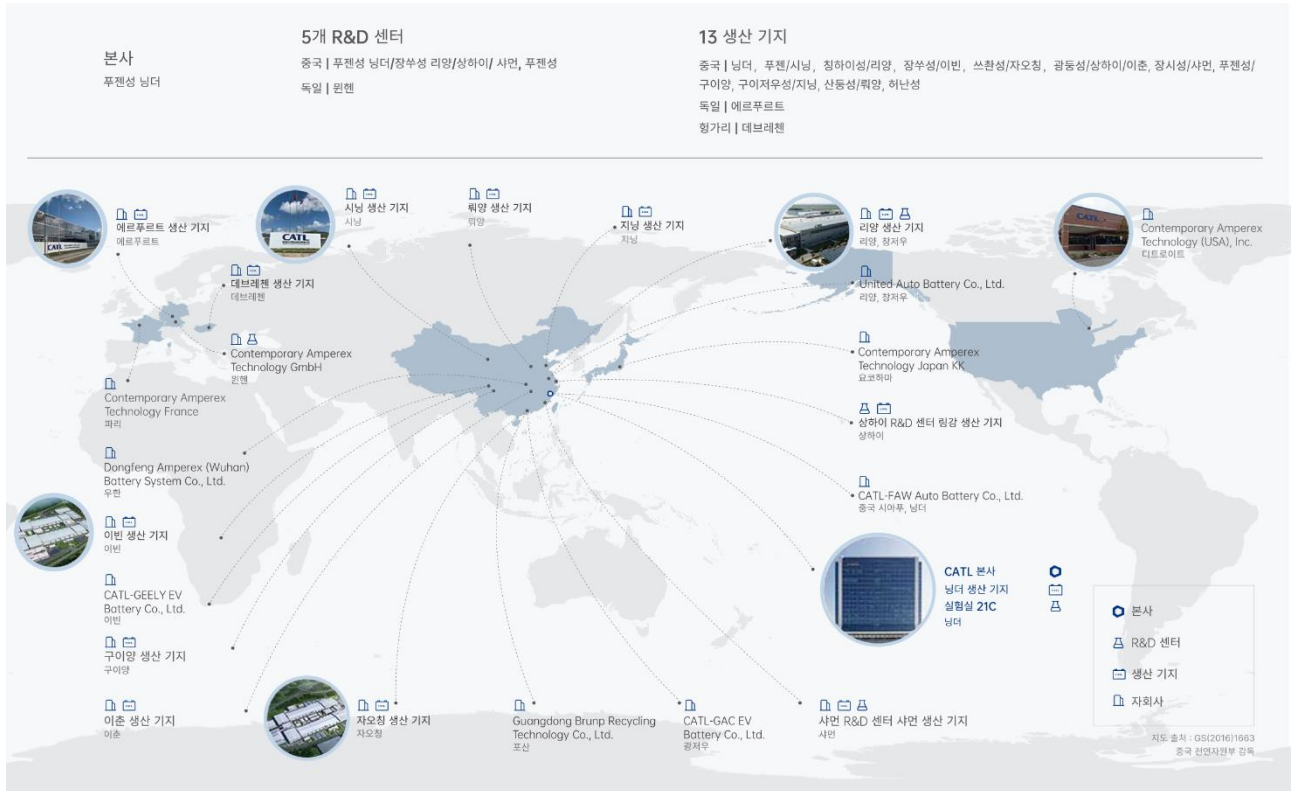 본사
푸젠성 닝더
5개 R&D 센터
중국 | 푸젠성 닝더/장쑤성 리양/상하이/ 샤먼, 푸젠성
독일 | 뮌헨
13 생산 기지
중국 | 닝더, 푸젠/시닝, 칭하이성/리양, 장쑤성/이빈, 쓰촨성/자오칭, 광둥성/상하이/이춘, 장시성/샤먼, 푸젠성/
구이양, 구이저우성/지닝, 산둥성/뤄양, 허난성
독일 | 에르푸르트
헝가리 | 데브레첸
CATL
에르푸르트 생산 기지
에르푸르트
CATL
시닝 생산 기지
시닝
뤄양 생산 기지
뤄양
지닝 생산 기지
지닝
리양 생산 기지
리양, 창저우
CATL
Contemporary Amperex
Technology (USA), Inc.
디트로이트
데브레첸 생산 기지
데브레첸
United Auto Battery Co., Ltd.
리양, 창저우
Contemporary Amperex
Technology GmbH
뮌헨
Contemporary Amperex
Technology Japan KK
요코하마
Contemporary Amperex
Technology France
파리
상하이 R&D 센터 링강 생산 기지
상하이
Dongfeng Amperex (Wuhan)
Battery System Co., Ltd.
우한
CATL-FAW Auto Battery Co., Ltd.
중국 시아푸, 닝더
이빈 생산 기지
이빈
CATL 본사
닝더 생산 기지
실험실 21C
닝더
CATL-GEELY EV
Battery Co., Ltd.
이빈
구이양 생산 기지
구이양
이춘 생산 기지
이춘
자오칭 생산 기지
자오칭
Guangdong Brunp Recycling
Technology Co., Ltd.
포산
CATL-GAC EV
Battery Co., Ltd.
광저우
샤먼 R&D 센터 샤먼 생산 기지
샤먼
본사
R&D 센터
생산 기지
자회사
지도 출처 : GS(2016)1663
중국 천연자원부 감독